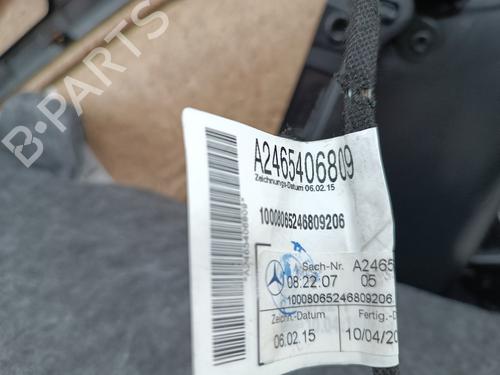 B-PARTS
A2465406809
Zeichnungs-Datum 06.02.15
10008065246809206
*A2465406809*
Sach-Nr. A2465
08:22:07 05
10008065246809206
Zeichn.-Datum Fertig.-D
06.02.15 10/04/20